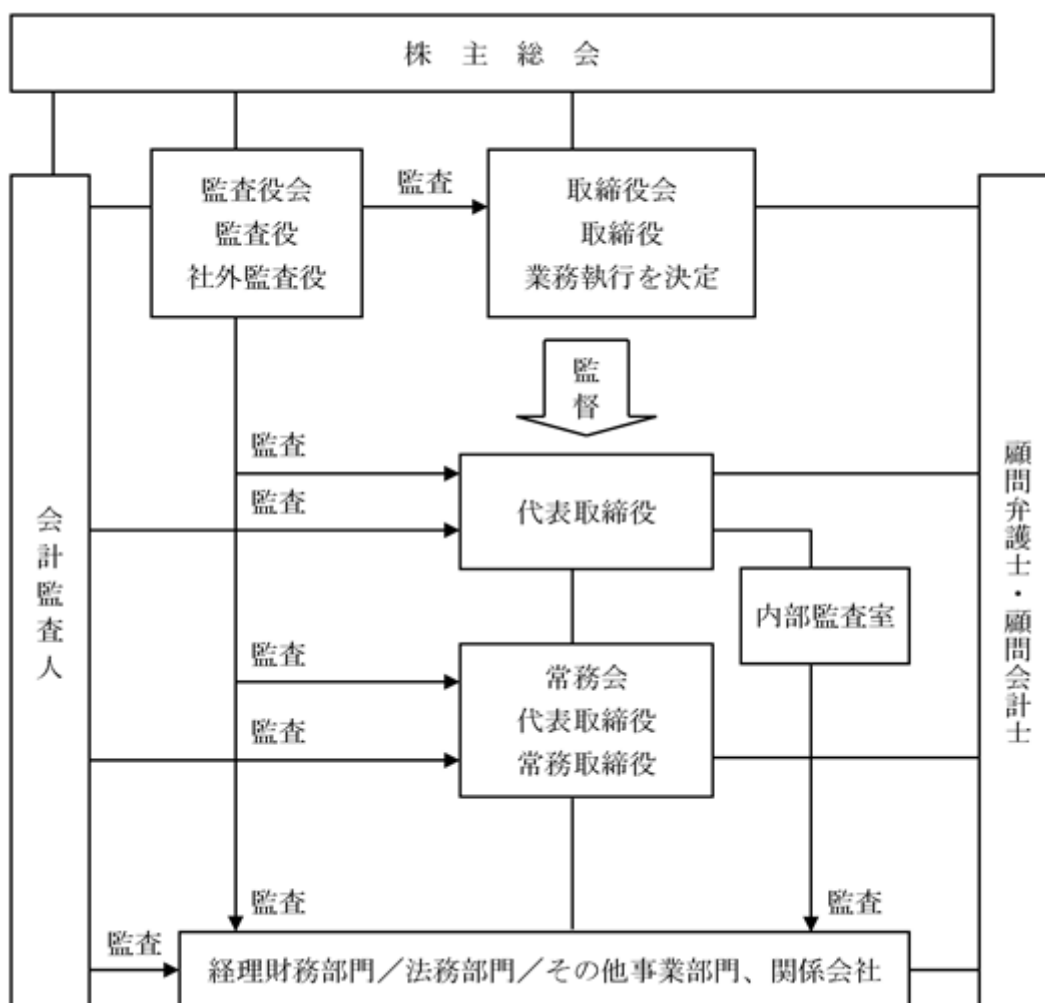 株主総会
監査役会
監査役
社外監査役
監査
取締役会
取締役
業務執行を決定
監督
監査
監査
代表取締役
内部監査室
監査
監査
常務会
代表取締役
常務取締役
会計監査人
顧問弁護士・顧問会計士
監査
監査
監査
経理財務部門／法務部門／その他事業部門、関係会社